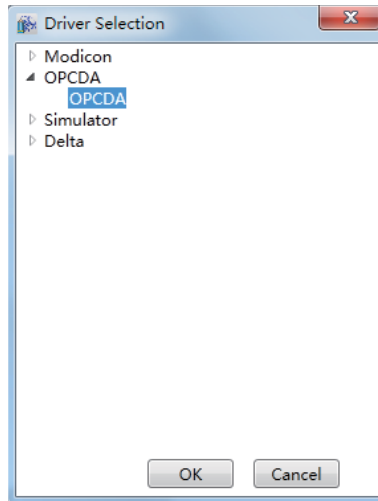 Driver Selection
Modicon
OPCDA
OPCDA
Simulator
Delta
OK Cancel